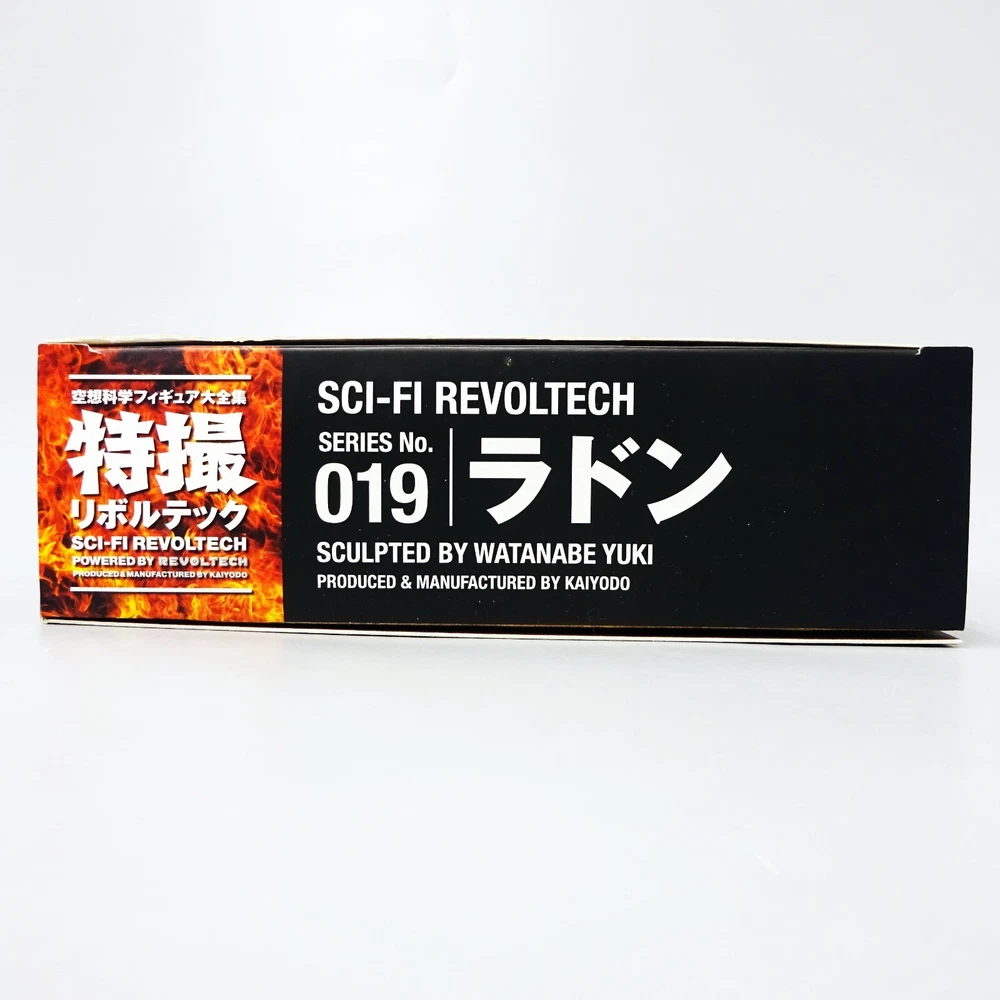 空想科学フィギュア大全集
特撮
リボルテック
SCI-FI REVOLTECH
POWERED BY REVOLTECH
PRODUCED & MANUFACTURED BY KAIYODO
SCI-FI REVOLTECH
SERIES No.
019
ラドン
SCULPTED BY WATANABE YUKI
PRODUCED & MANUFACTURED BY KAIYODO